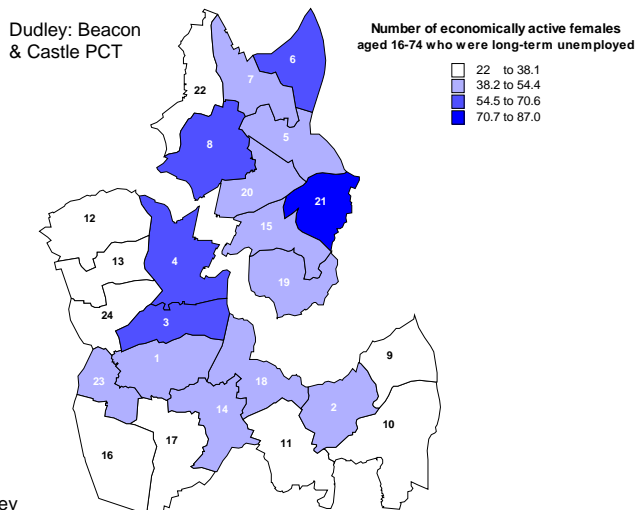 Dudley: Beacon
& Castle PCT
Number of economically active females
aged 16-74 who were long-term unemployed
22 to 38.1
38.2 to 54.4
54.5 to 70.6
70.7 to 87.0
6
7
22
5
8
20
21
12
15
13
4
19
24
3
1
9
23
18
2
14
10
17
11
16
ey